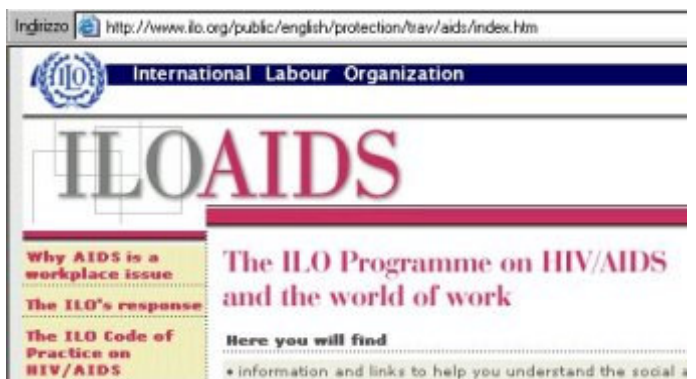 Indirizzo http://www.ilo.org/public/english/protection/trav/aids/index.htm
ILO
International Labour Organization
ILOAIDS
Why AIDS is a
workplace issue
The ILO's response
The ILO Code of
Practice on
HIV/AIDS
The ILO Programme on HIV/AIDS
and the world of work
Here you will find
• information and links to help you understand the social a